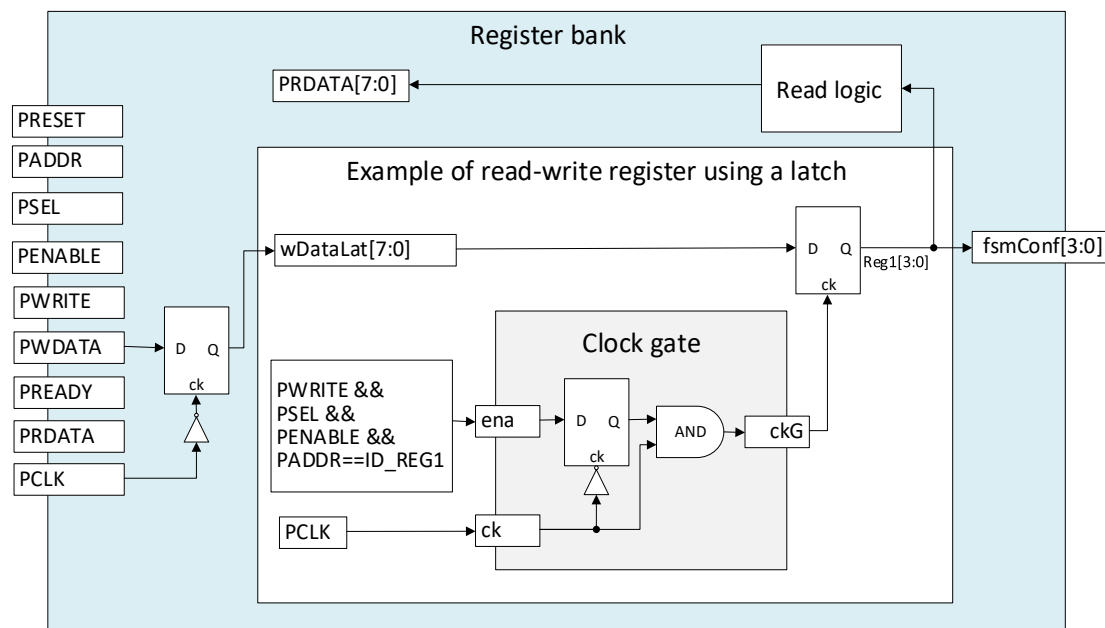 Register bank
PRDATA[7:0]
Read logic
PRESET
PADDR
PSEL
PENABLE
PWRITE
PWDATA
PREADY
PRDATA
PCLK
D Q
ck
Example of read-write register using a latch
wDataLat[7:0]
D Q
ck
Reg1[3:0]
fsmConf[3:0]
PWRITE &&
PSEL &&
PENABLE &&
PADDR==ID_REG1
PCLK
Clock gate
ena
D Q
ck
AND
ckG
ck